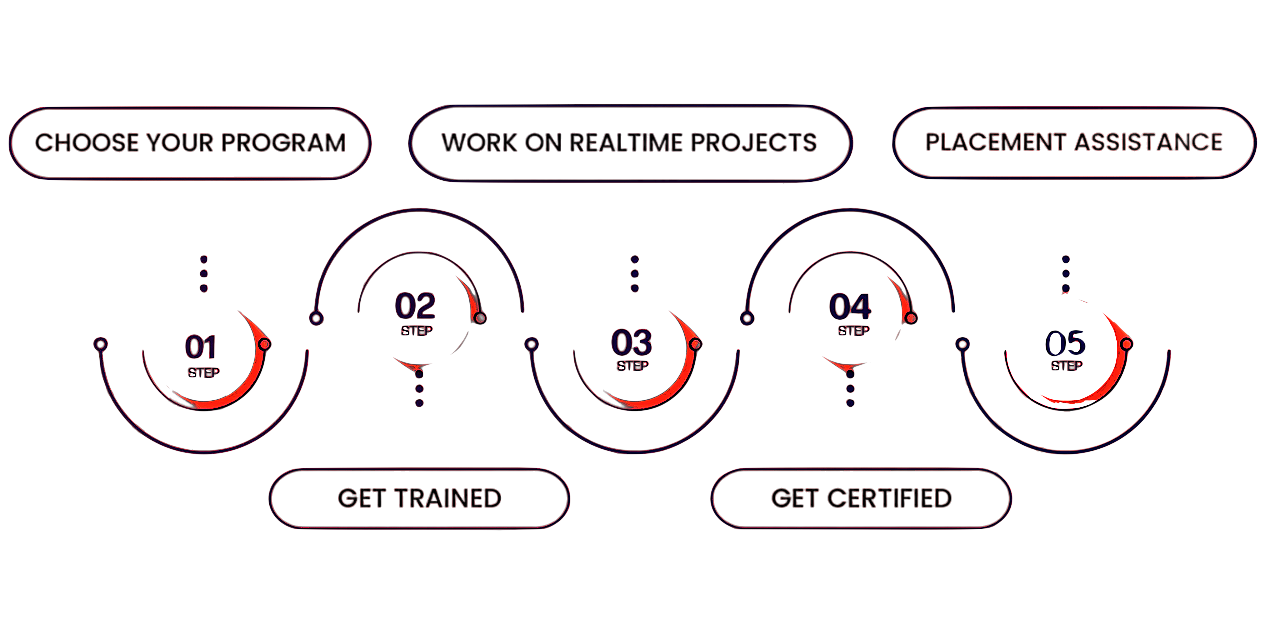 CHOOSE YOUR PROGRAM
WORK ON REALTIME PROJECTS
PLACEMENT ASSISTANCE
01
STEP
02
STEP
03
STEP
04
STEP
05
STEP
GET TRAINED
GET CERTIFIED